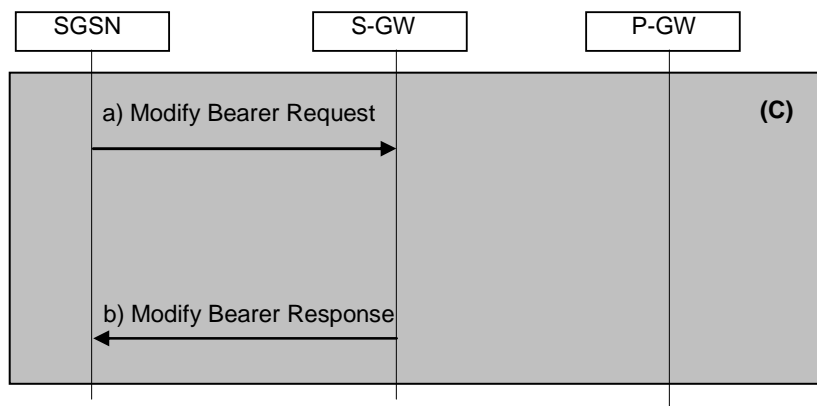 SGSN
S-GW
P-GW
(C)
a) Modify Bearer Request
b) Modify Bearer Response